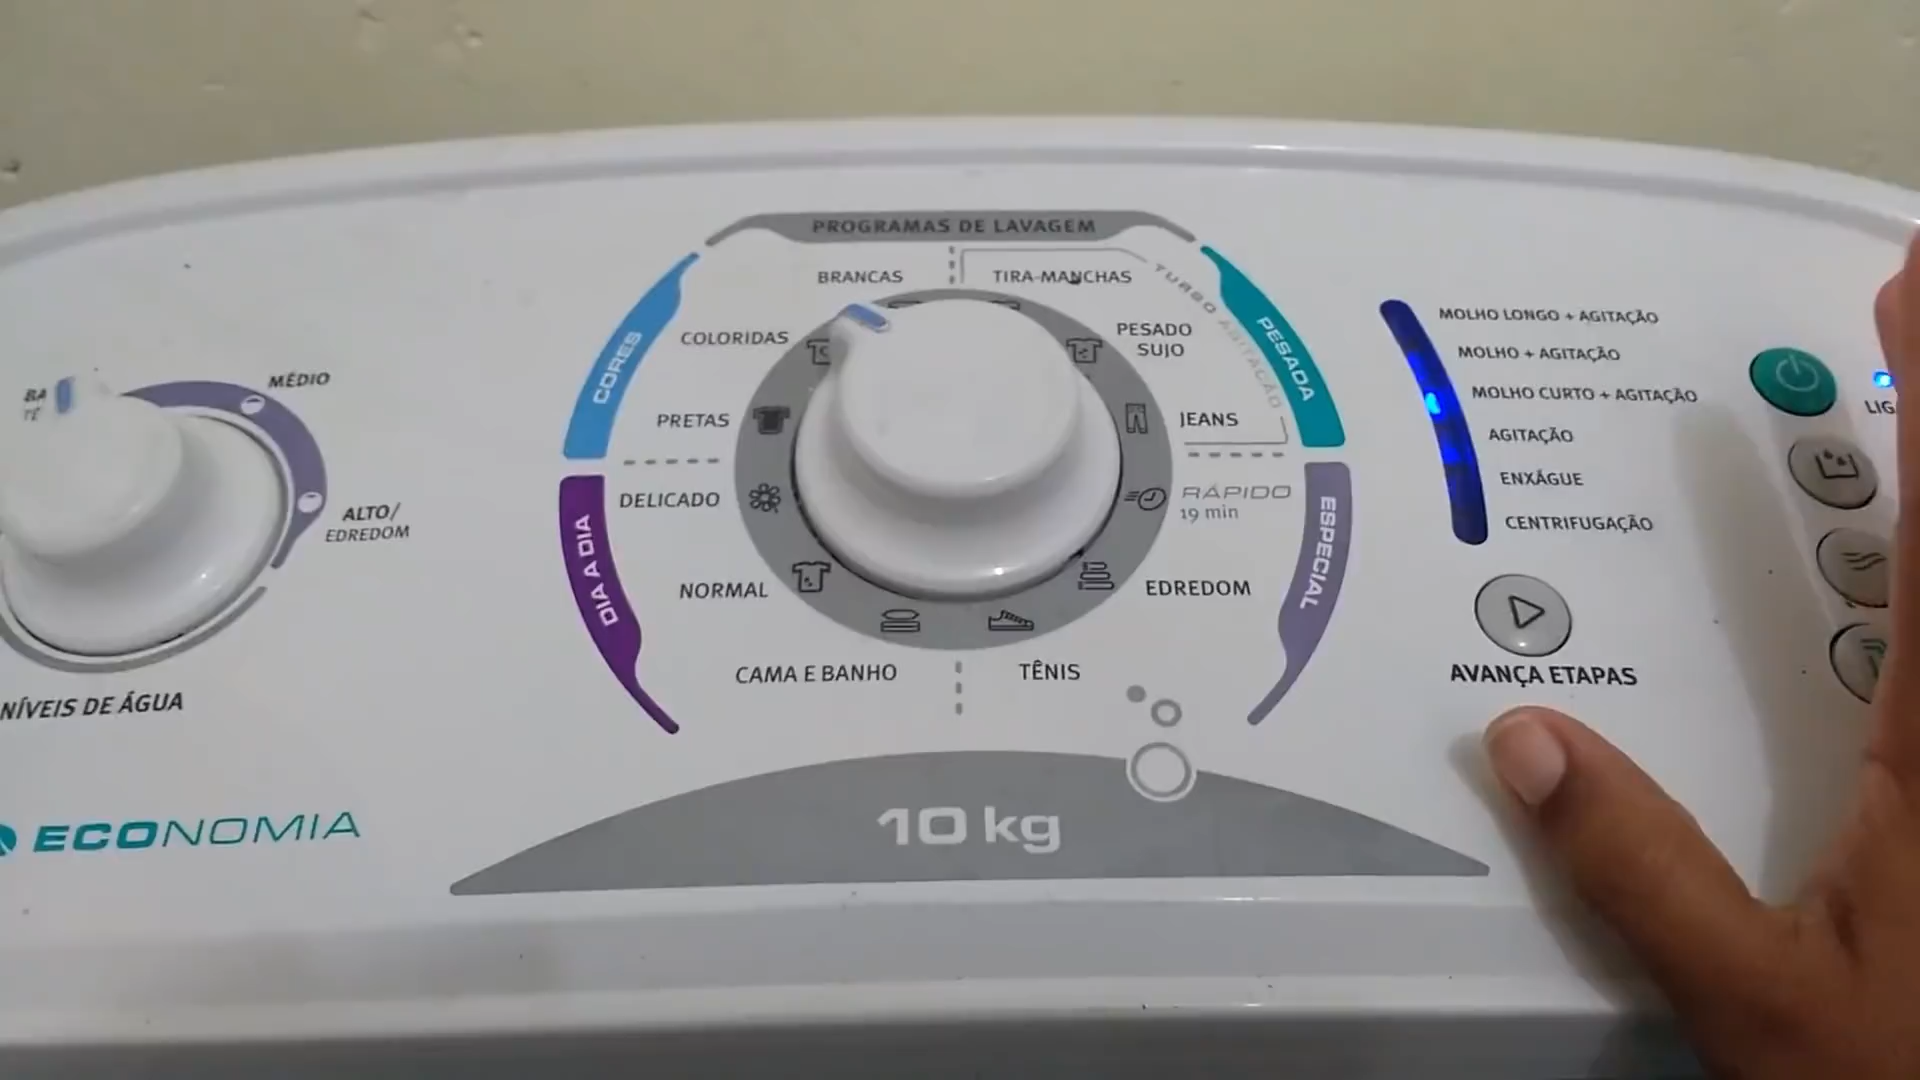 PROGRAMAS DE LAVAGEM
BRANCAS
TIRA-MANCHAS
TURBO AGITAÇÃO
COLORIDAS
PESADO
SUJO
CORES
PESADA
PRETAS
JEANS
DELICADO
RÁPIDO
19 min
DIA A DIA
ESPECIAL
NORMAL
EDREDOM
CAMA E BANHO
TÊNIS
MÉDIO
ALTO/
EDREDOM
NÍVEIS DE ÁGUA
ECONOMIA
10 kg
MOLHO LONGO + AGITAÇÃO
MOLHO + AGITAÇÃO
MOLHO CURTO + AGITAÇÃO
AGITAÇÃO
ENXÁGUE
CENTRIFUGAÇÃO
AVANÇA ETAPAS